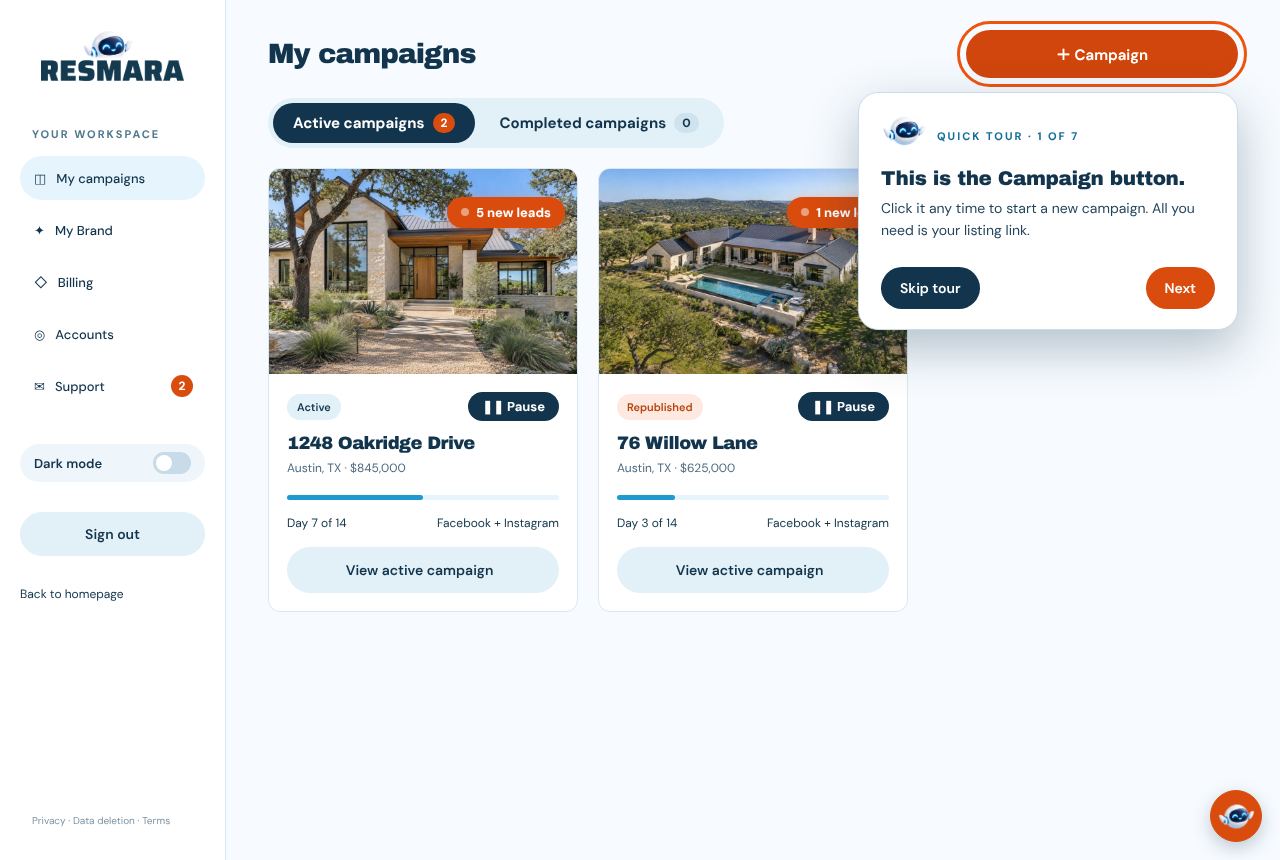 RESMARA
YOUR WORKSPACE
My campaigns
My Brand
Billing
Accounts
Support
2
Dark mode
Sign out
Back to homepage
Privacy · Data deletion · Terms
My campaigns
+ Campaign
Active campaigns 2
Completed campaigns 0
QUICK TOUR · 1 OF 7
This is the Campaign button.
Click it any time to start a new campaign. All you
need is your listing link.
Skip tour
Next
5 new leads
Active
❚❚ Pause
1248 Oakridge Drive
Austin, TX · $845,000
Day 7 of 14
Facebook + Instagram
View active campaign
1 new
Republished
❚❚ Pause
76 Willow Lane
Austin, TX · $625,000
Day 3 of 14
Facebook + Instagram
View active campaign